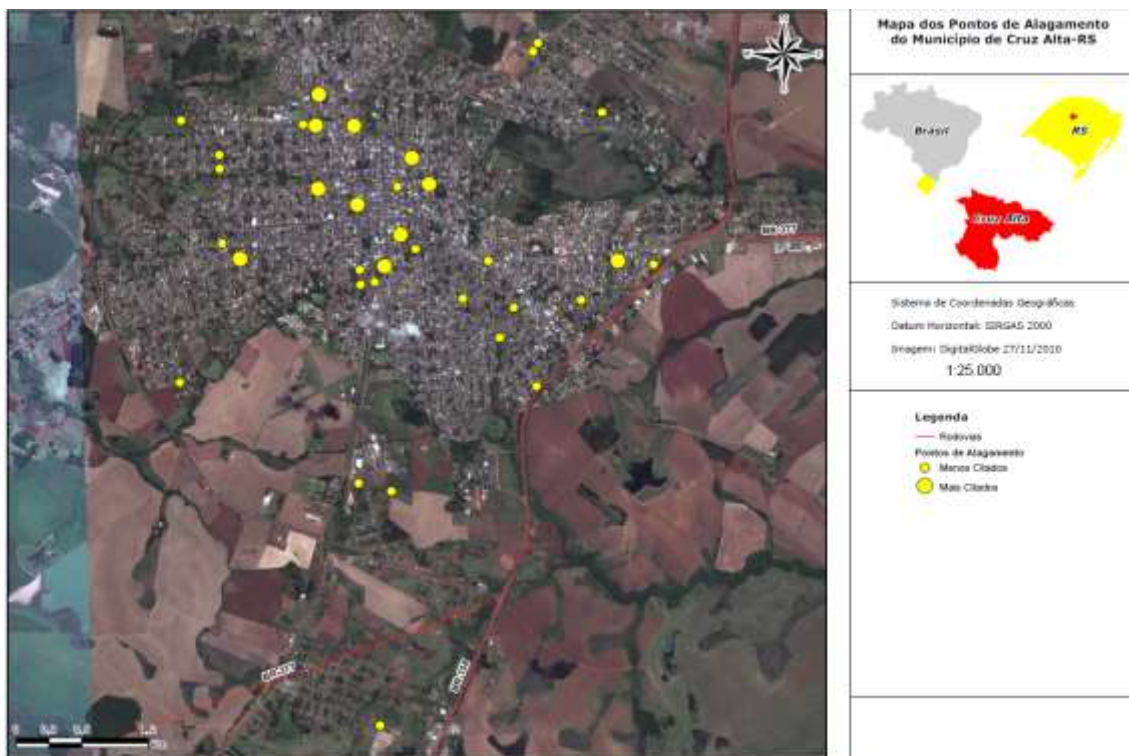 Mapa dos Pontos de Alagamento
do Município de Cruz Alta-RS
Brasil
RS
Cruz Alta
Sistema de Coordenadas Geográficas
Datum Horizontal: SIRGAS 2000
Imagem: DigitalGlobe 27/11/2010
1:25.000
Legenda
Rodovias
Pontos de Alagamento
Menos Citados
Mais Citados
BR-377